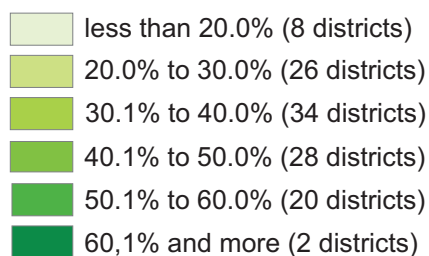 less than 20.0% (8 districts)
20.0% to 30.0% (26 districts)
30.1% to 40.0% (34 districts)
40.1% to 50.0% (28 districts)
50.1% to 60.0% (20 districts)
60,1% and more (2 districts)